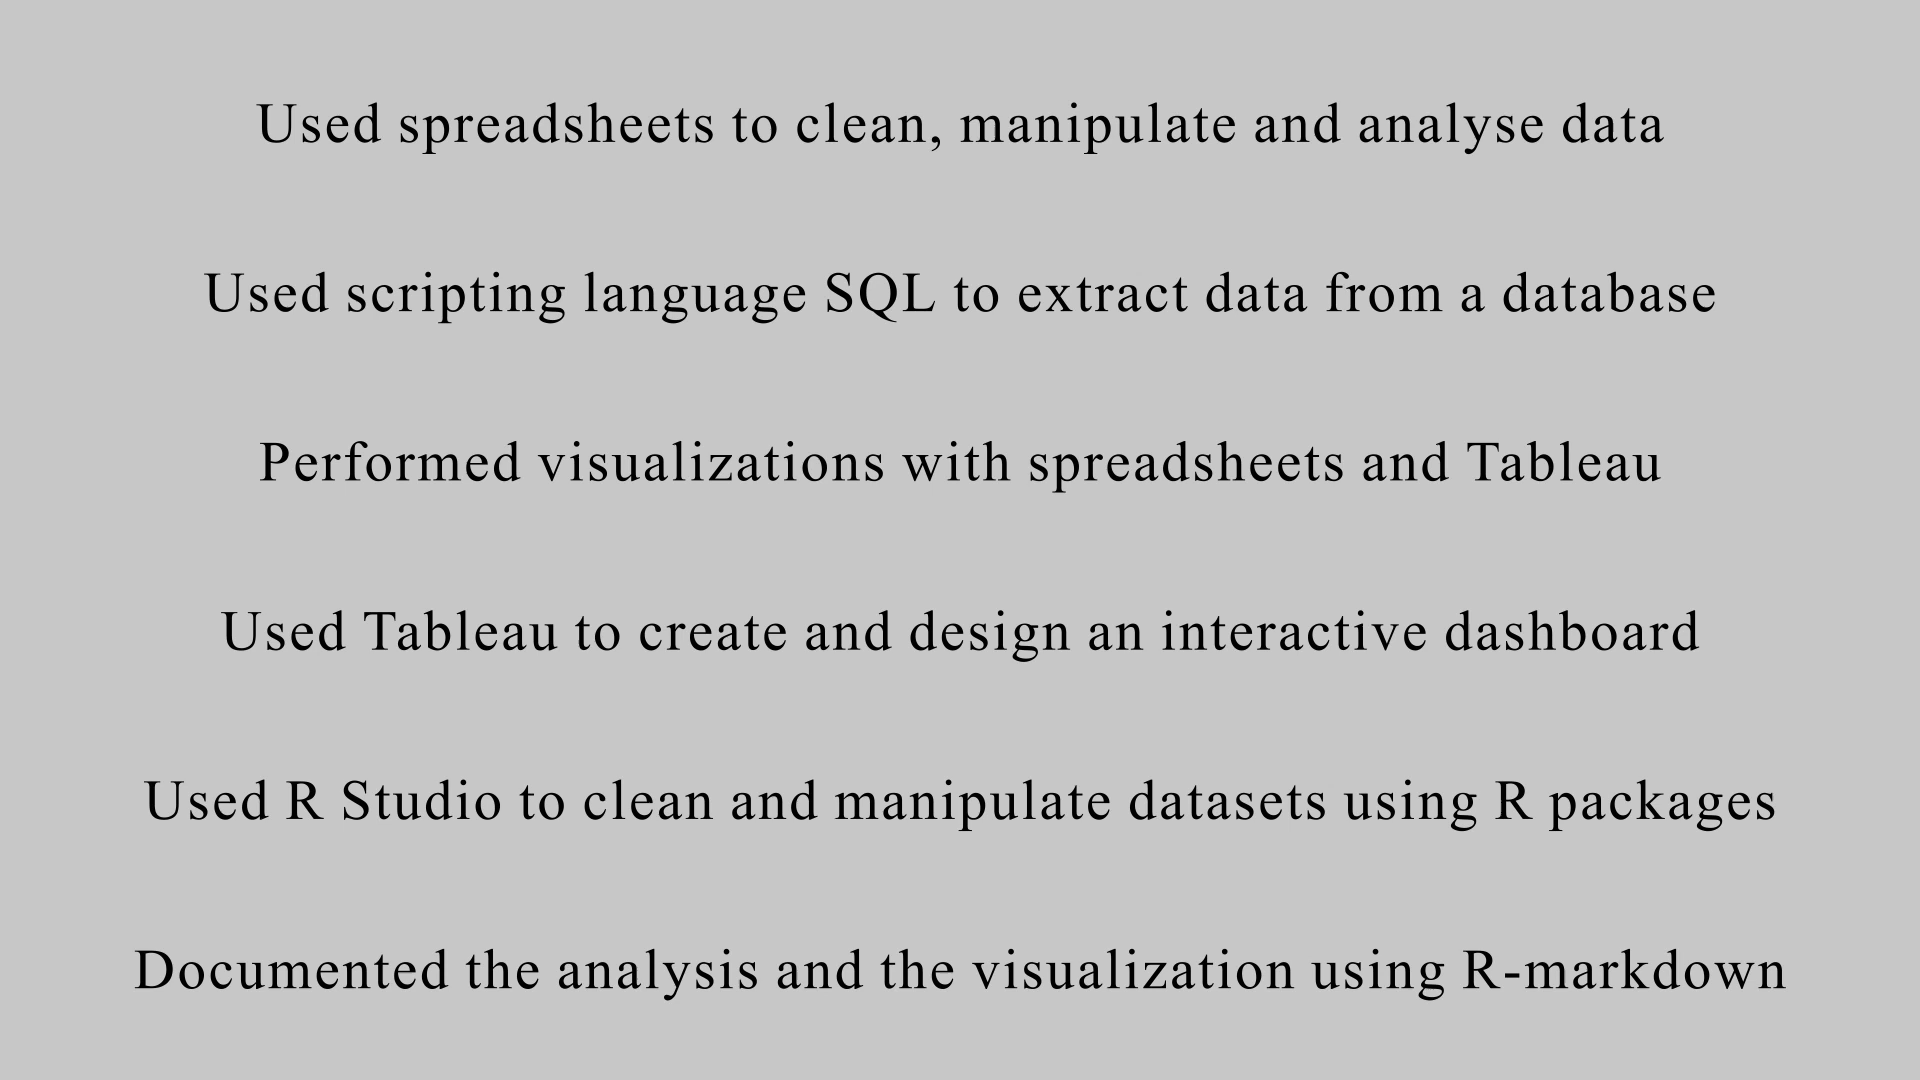 Used spreadsheets to clean, manipulate and analyse data
Used scripting language SQL to extract data from a database
Performed visualizations with spreadsheets and Tableau
Used Tableau to create and design an interactive dashboard
Used R Studio to clean and manipulate datasets using R packages
Documented the analysis and the visualization using R-markdown